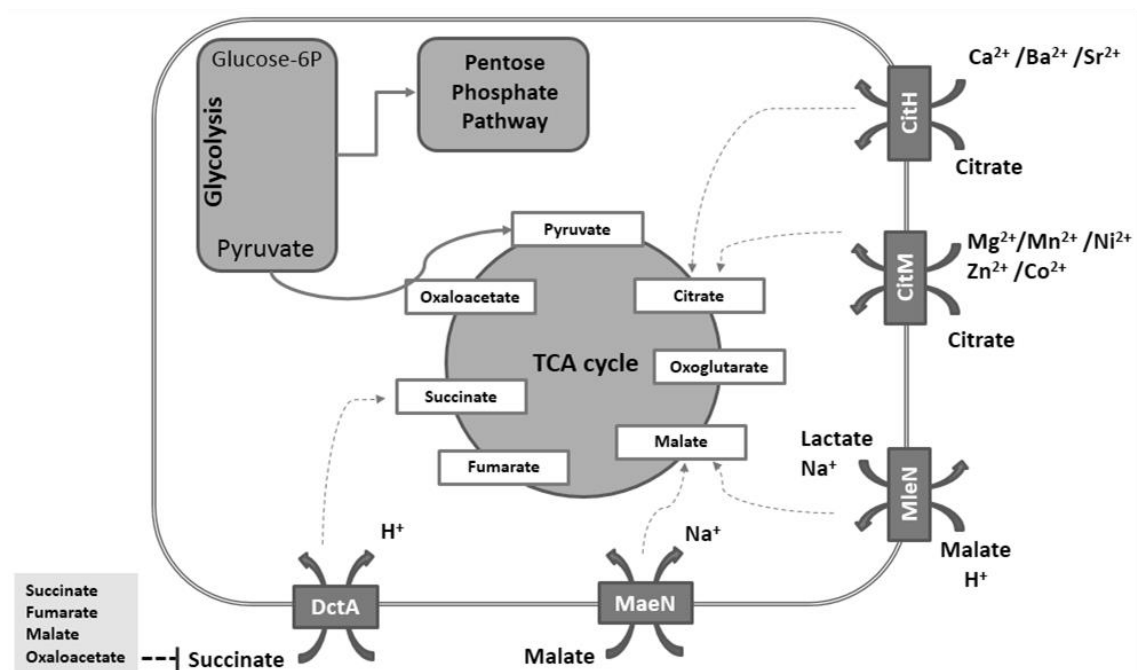 Glucose-6P
Glycolysis
Pyruvate
Pentose
Phosphate
Pathway
Ca²⁺ /Ba²⁺ /Sr²⁺
CitH
Citrate
Mg²⁺/Mn²⁺ /Ni²⁺
Zn²⁺ /Co²⁺
CitM
Citrate
Pyruvate
Oxaloacetate
Citrate
TCA cycle
Oxoglutarate
Succinate
Malate
Fumarate
Lactate
Na⁺
MleN
Malate
H⁺
H⁺
DctA
Na⁺
MaeN
Malate
Succinate
Fumarate
Malate
Oxaloacetate
Succinate